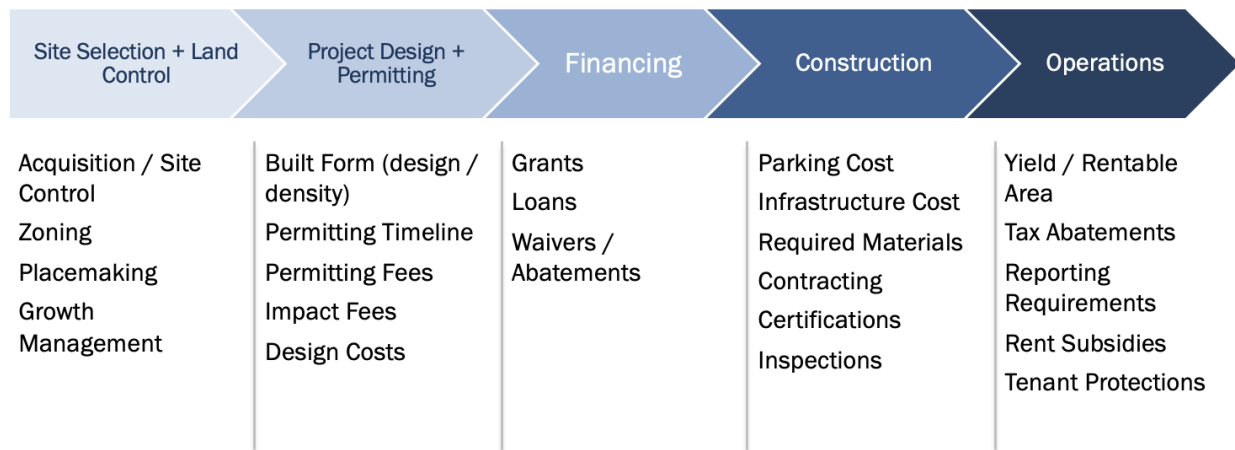 Site Selection + Land
Control
Project Design +
Permitting
Financing
Construction
Operations
Acquisition / Site
Control
Zoning
Placemaking
Growth
Management
Built Form (design /
density)
Permitting Timeline
Permitting Fees
Impact Fees
Design Costs
Grants
Loans
Waivers /
Abatements
Parking Cost
Infrastructure Cost
Required Materials
Contracting
Certifications
Inspections
Yield / Rentable
Area
Tax Abatements
Reporting
Requirements
Rent Subsidies
Tenant Protections